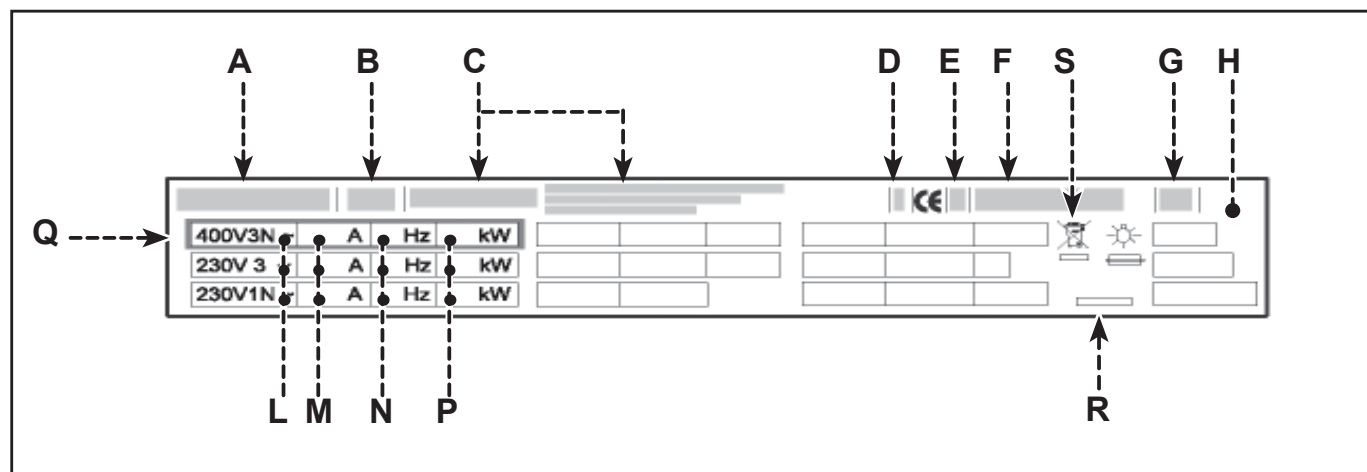 A B C D E F S G H
CE
Q
400V3N ~ A Hz kW
230V 3 ~ A Hz kW
230V1N ~ A Hz kW
L M N P R